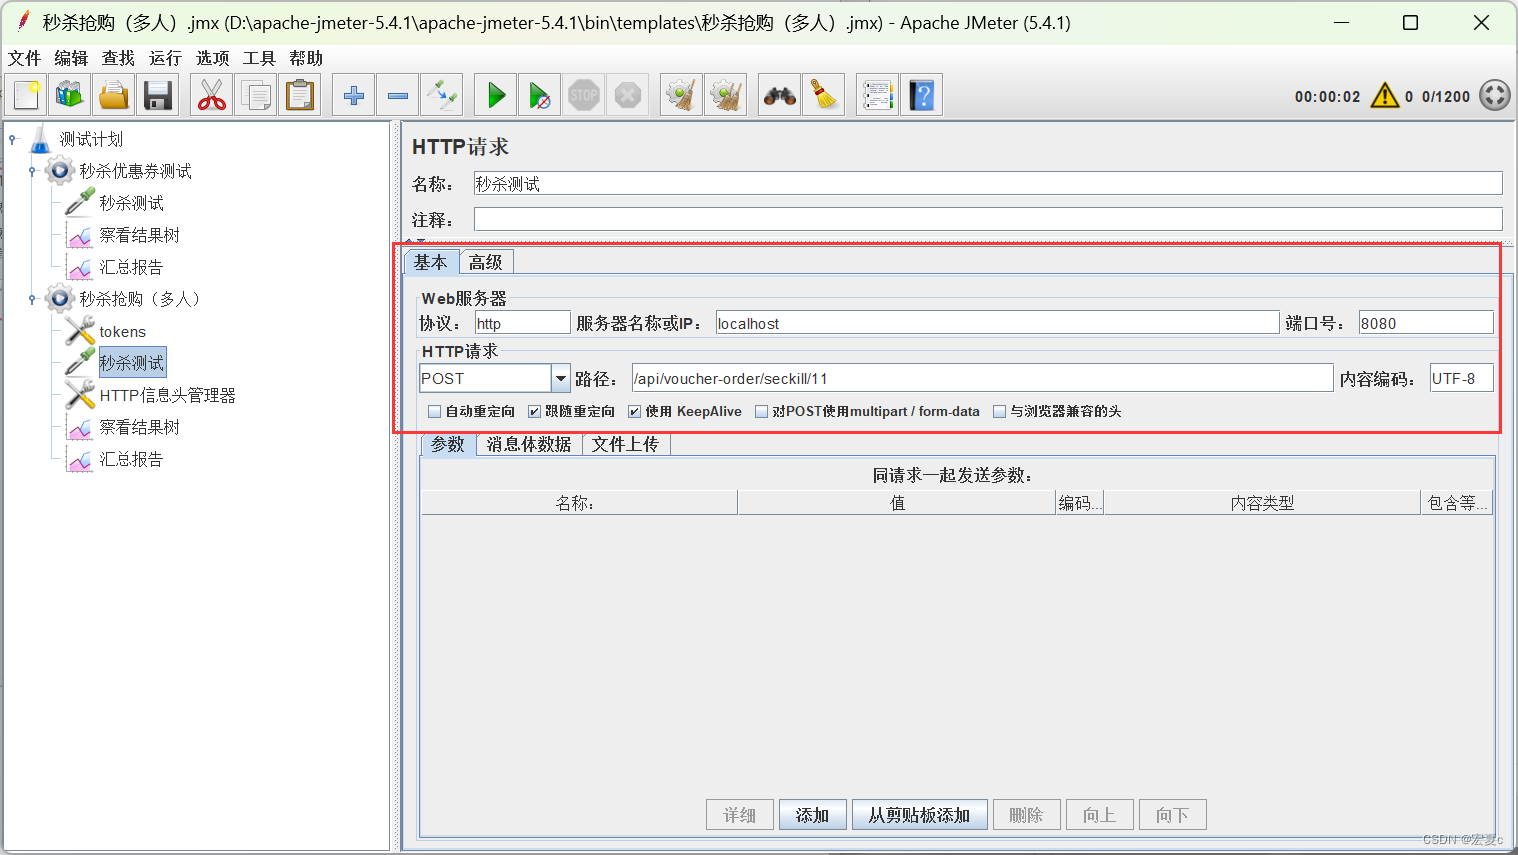 秒杀抢购（多人）.jmx (D:\apache-jmeter-5.4.1\apache-jmeter-5.4.1\bin\templates\秒杀抢购（多人）.jmx) - Apache JMeter (5.4.1)
文件 编辑 查找 运行 选项 工具 帮助
STOP
00:00:02 0 0/1200
测试计划
秒杀优惠券测试
秒杀测试
察看结果树
汇总报告
秒杀抢购（多人）
tokens
秒杀测试
HTTP信息头管理器
察看结果树
汇总报告
HTTP请求
名称： 秒杀测试
注释：
基本 高级
Web服务器
协议： http 服务器名称或IP： localhost 端口号： 8080
HTTP请求
POST 路径： /api/voucher-order/seckill/11 内容编码： UTF-8
自动重定向 跟随重定向 使用 KeepAlive 对POST使用multipart / form-data 与浏览器兼容的头
参数 消息体数据 文件上传
同请求一起发送参数：
名称： 值 编码... 内容类型 包含等...
详细 添加 从剪贴板添加 删除 向上 向下
CSDN @宏夏c